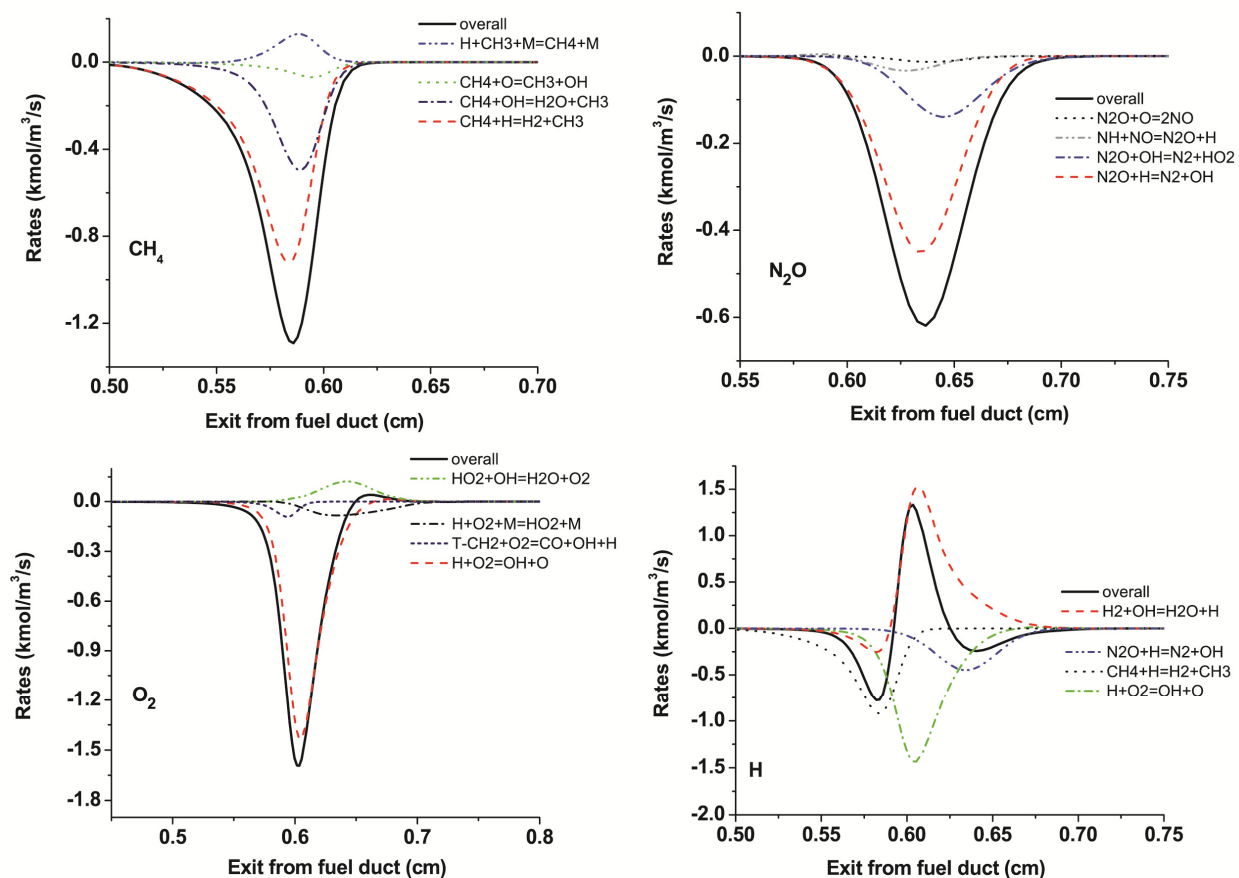 overall
H+CH3+M=CH4+M
CH4+O=CH3+OH
CH4+OH=H2O+CH3
CH4+H=H2+CH3
0.0
-0.4
-0.8
-1.2
Rates (kmol/m³/s)
CH₄
0.50 0.55 0.60 0.65 0.70
Exit from fuel duct (cm)
0.0
-0.2
-0.4
-0.6
Rates (kmol/m³/s)
overall
N2O+O=2NO
NH+NO=N2O+H
N2O+OH=N2+HO2
N2O+H=N2+OH
N₂O
0.55 0.60 0.65 0.70 0.75
Exit from fuel duct (cm)
overall
HO2+OH=H2O+O2
H+O2+M=HO2+M
T-CH2+O2=CO+OH+H
H+O2=OH+O
0.0
-0.3
-0.6
-0.9
-1.2
-1.5
-1.8
Rates (kmol/m³/s)
O₂
0.5 0.6 0.7 0.8
Exit from fuel duct (cm)
1.5
1.0
0.5
0.0
-0.5
-1.0
-1.5
-2.0
Rates (kmol/m³/s)
overall
H2+OH=H2O+H
N2O+H=N2+OH
CH4+H=H2+CH3
H+O2=OH+O
H
0.50 0.55 0.60 0.65 0.70 0.75
Exit from fuel duct (cm)